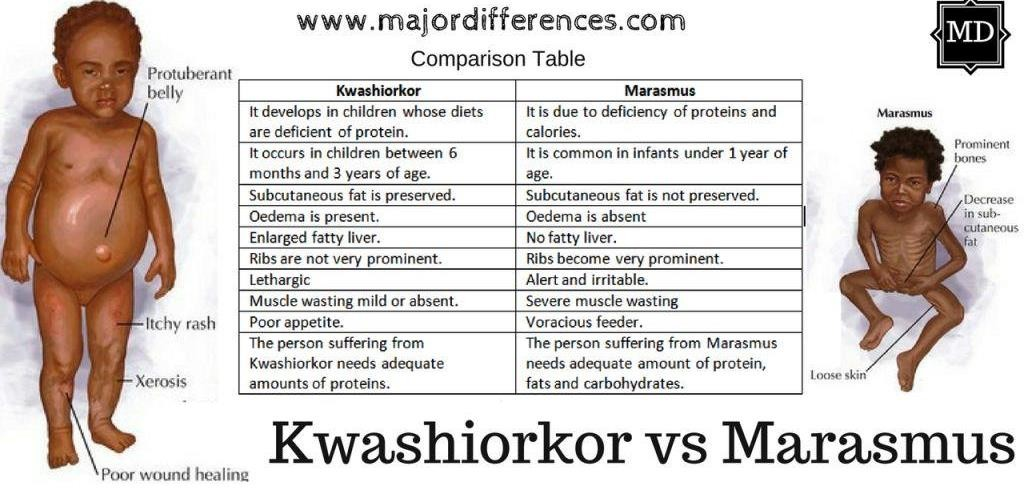 www.majordifferences.com
MD
Comparison Table
Protuberant
belly
Itchy rash
Xerosis
Poor wound healing
Kwashiorkor Marasmus
It develops in children whose diets
are deficient of protein.
It is due to deficiency of proteins and
calories.
It occurs in children between 6
months and 3 years of age.
It is common in infants under 1 year of
age.
Subcutaneous fat is preserved. Subcutaneous fat is not preserved.
Oedema is present. Oedema is absent
Enlarged fatty liver. No fatty liver.
Ribs are not very prominent. Ribs become very prominent.
Lethargic Alert and irritable.
Muscle wasting mild or absent. Severe muscle wasting
Poor appetite. Voracious feeder.
The person suffering from
Kwashiorkor needs adequate
amounts of proteins.
The person suffering from Marasmus
needs adequate amount of protein,
fats and carbohydrates.
Marasmus
Prominent
bones
Decrease
in sub-
cutaneous
fat
Loose skin
Kwashiorkor vs Marasmus